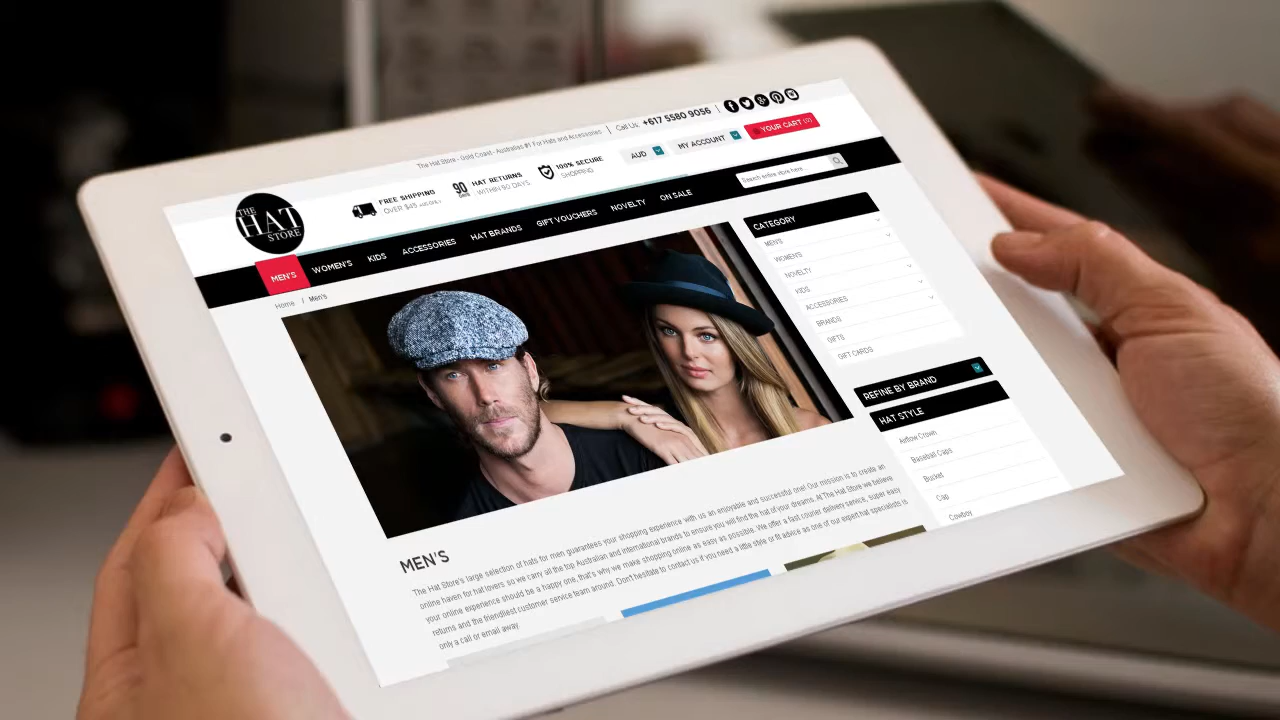 The Hat Store - Gold Coast - Australias #1 For Hats and Accessories
Call Us: +617 5580 9056
THE
HAT
STORE
FREE SHIPPING
OVER $45
90
DAYS
HAT RETURNS
WITHIN 90 DAYS
100% SECURE
SHOPPING
AUD
MY ACCOUNT
YOUR CART (0)
MEN'S
WOMEN'S
KIDS
ACCESSORIES
HAT BRANDS
GIFT VOUCHERS
NOVELTY
ON SALE
Search entire store here...
Home / Men's
CATEGORY
MEN'S
WOMEN'S
NOVELTY
KIDS
ACCESSORIES
BRANDS
GIFTS
GIFT CARDS
REFINE BY BRAND
HAT STYLE
Airflow Crown
Baseball Caps
Bucket
Cap
Cowboy
MEN'S
The Hat Store's large selection of hats for men guarantees your shopping experience with us an enjoyable and successful one! Our mission is to create an
online haven for hat lovers so we carry all the top Australian and international brands to ensure you will find the hat of your dreams. At The Hat Store we believe
your online experience should be a happy one, that's why we make shopping online as easy as possible. We offer a fast courier delivery service, super easy
returns and the friendliest customer service team around. Don't hesitate to contact us if you need a little style or fit advice as one of our expert hat specialists is
only a call or email away.